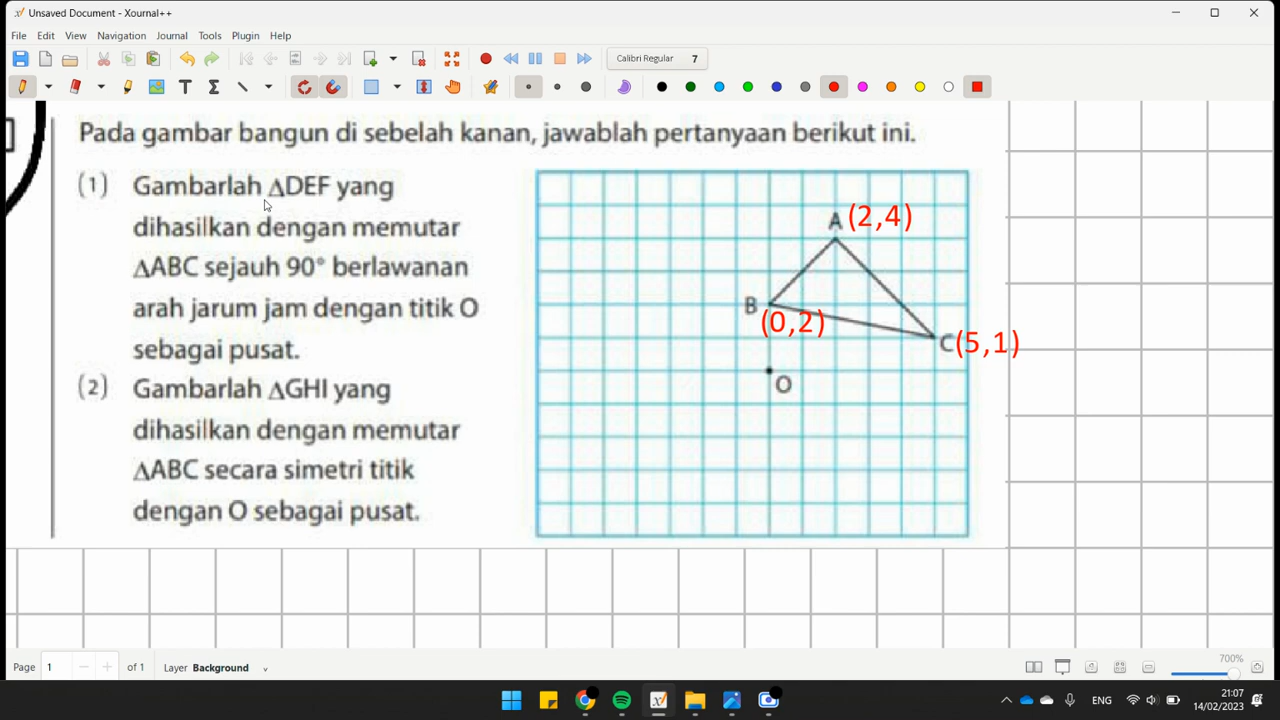 Unsaved Document - Xournal++
File Edit View Navigation Journal Tools Plugin Help
Calibri Regular 7
Pada gambar bangun di sebelah kanan, jawablah pertanyaan berikut ini.
(1) Gambarlah ΔDEF yang
dihasilkan dengan memutar
ΔABC sejauh 90° berlawanan
arah jarum jam dengan titik O
sebagai pusat.
(2) Gambarlah ΔGHI yang
dihasilkan dengan memutar
ΔABC secara simetri titik
dengan O sebagai pusat.
A (2,4)
B (0,2)
C (5,1)
O
Page 1 of 1 Layer Background
700%
ENG
21:07
14/02/2023